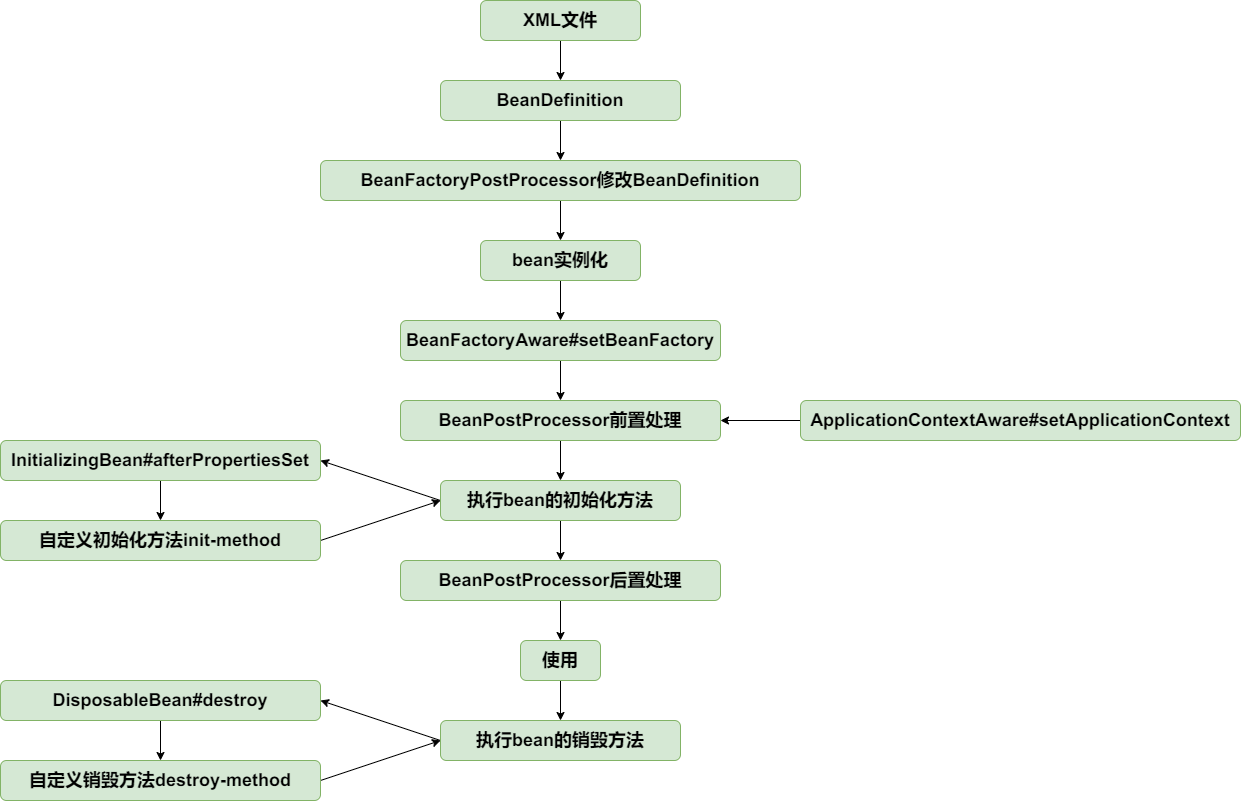 XML文件
BeanDefinition
BeanFactoryPostProcessor修改BeanDefinition
bean实例化
BeanFactoryAware#setBeanFactory
BeanPostProcessor前置处理
ApplicationContextAware#setApplicationContext
InitializingBean#afterPropertiesSet
执行bean的初始化方法
自定义初始化方法init-method
BeanPostProcessor后置处理
使用
DisposableBean#destroy
执行bean的销毁方法
自定义销毁方法destroy-method